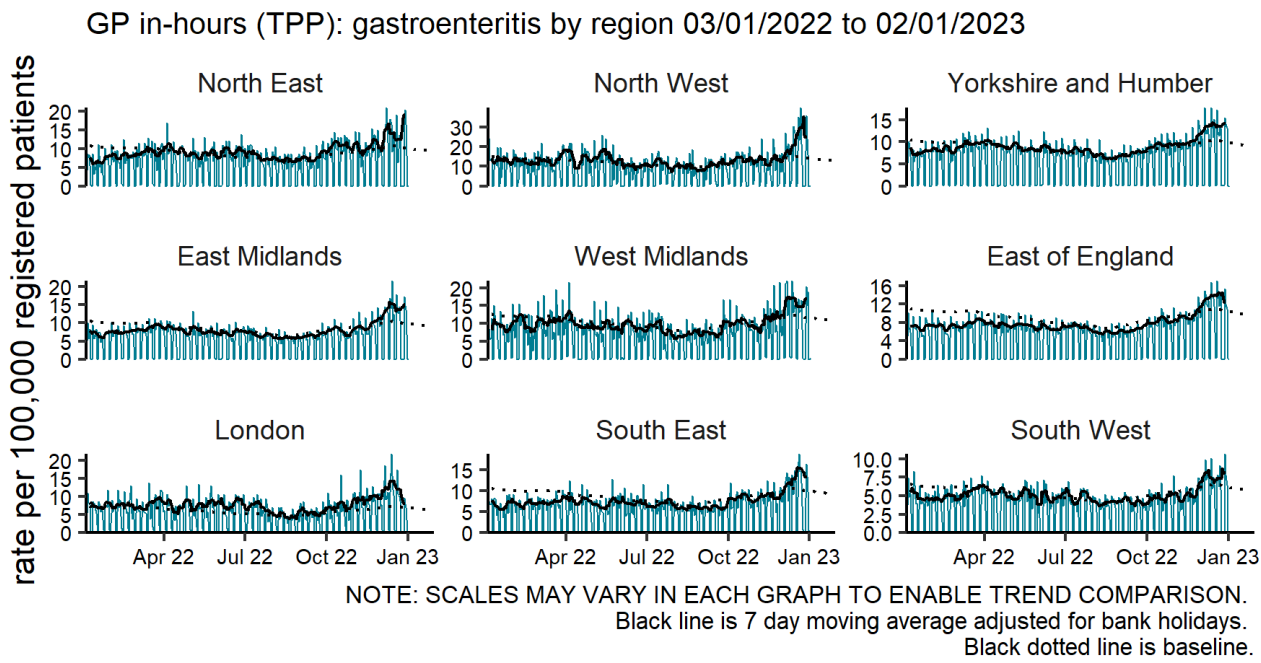 GP in-hours (TPP): gastroenteritis by region 03/01/2022 to 02/01/2023
rate per 100,000 registered patients
North East
20
15
10
5
0
North West
30
20
10
0
Yorkshire and Humber
15
10
5
0
East Midlands
20
15
10
5
0
West Midlands
20
15
10
5
0
East of England
16
12
8
4
0
London
20
15
10
5
0
South East
15
10
5
0
South West
10.0
7.5
5.0
2.5
0.0
Apr 22 Jul 22 Oct 22 Jan 23
Apr 22 Jul 22 Oct 22 Jan 23
Apr 22 Jul 22 Oct 22 Jan 23
NOTE: SCALES MAY VARY IN EACH GRAPH TO ENABLE TREND COMPARISON.
Black line is 7 day moving average adjusted for bank holidays.
Black dotted line is baseline.